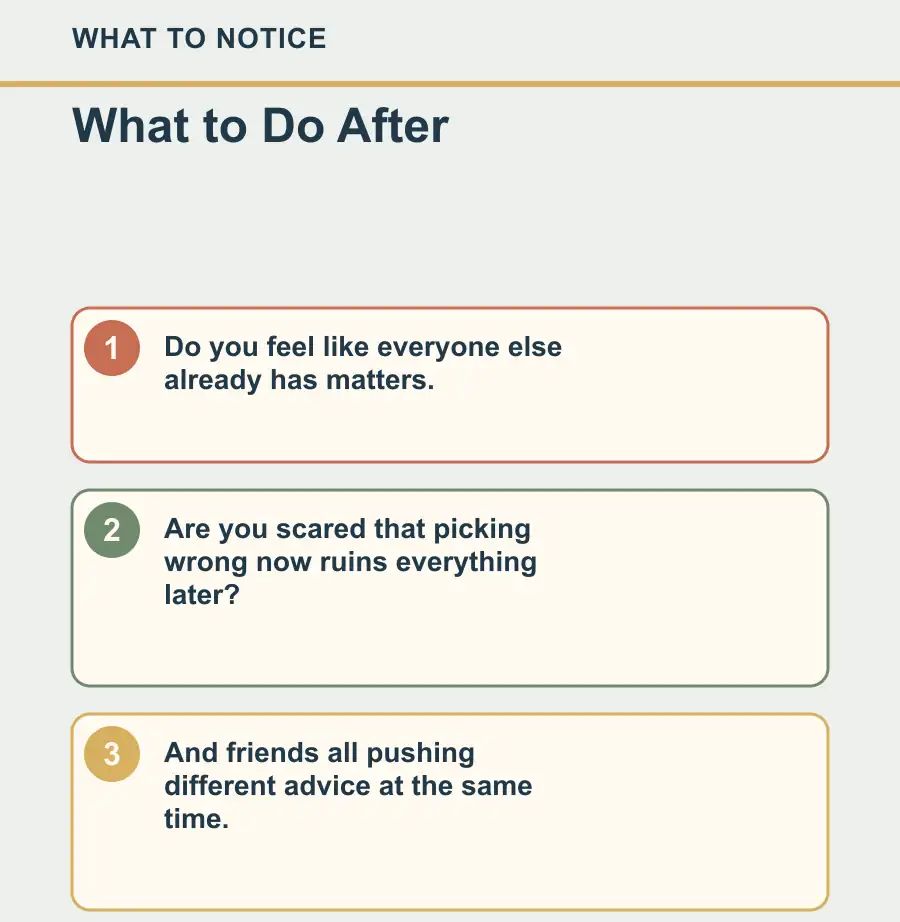 WHAT TO NOTICE
What to Do After
1
Do you feel like everyone else
already has matters.
2
Are you scared that picking
wrong now ruins everything
later?
3
And friends all pushing
different advice at the same
time.